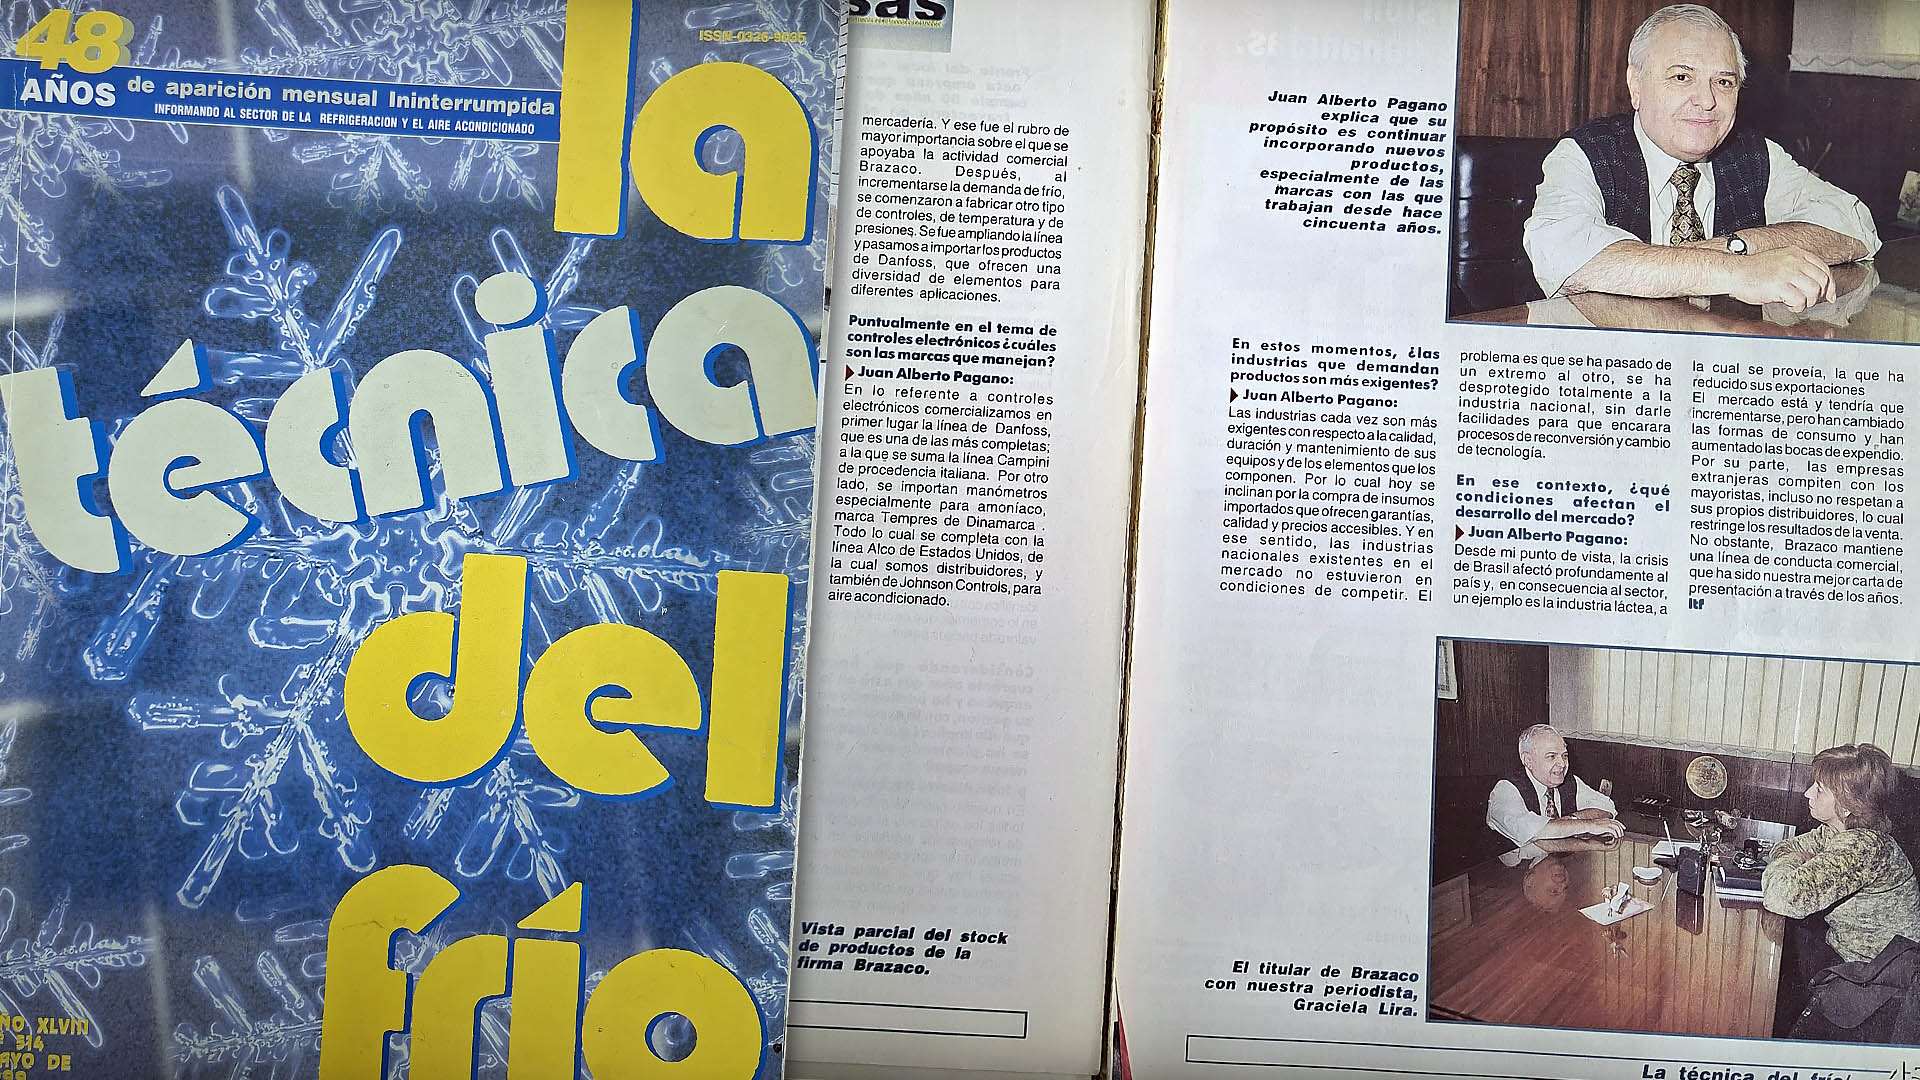 48
AÑOS de aparición mensual Ininterrumpida
INFORMANDO AL SECTOR DE LA REFRIGERACION Y EL AIRE ACONDICIONADO
ISSN-0326-9035
la
técnica
del
frío
ÑO XLVIII
514
AYO DE
sas
mercadería. Y ese fue el rubro de
mayor importancia sobre el que se
apoyaba la actividad comercial
Brazaco. Después, al
incrementarse la demanda de frío,
se comenzaron a fabricar otro tipo
de controles, de temperatura y de
presiones. Se fue ampliando la línea
y pasamos a importar los productos
de Danfoss, que ofrecen una
diversidad de elementos para
diferentes aplicaciones.
Puntualmente en el tema de
controles electrónicos ¿cuáles
son las marcas que manejan?
Juan Alberto Pagano:
En lo referente a controles
electrónicos comercializamos en
primer lugar la línea de Danfoss,
que es una de las más completas;
a la que se suma la línea Campini
de procedencia italiana. Por otro
lado, se importan manómetros
especialmente para amoníaco,
marca Tempres de Dinamarca .
Todo lo cual se completa con la
línea Alco de Estados Unidos, de
la cual somos distribuidores, y
también de Johnson Controls, para
aire acondicionado.
Vista parcial del stock
de productos de la
firma Brazaco.
Juan Alberto Pagano
explica que su
propósito es continuar
incorporando nuevos
productos,
especialmente de las
marcas con las que
trabajan desde hace
cincuenta años.
En estos momentos, ¿las
industrias que demandan
productos son más exigentes?
Juan Alberto Pagano:
Las industrias cada vez son más
exigentes con respecto a la calidad,
duración y mantenimiento de sus
equipos y de los elementos que los
componen. Por lo cual hoy se
inclinan por la compra de insumos
importados que ofrecen garantías,
calidad y precios accesibles. Y en
ese sentido, las industrias
nacionales existentes en el
mercado no estuvieron en
condiciones de competir. El
problema es que se ha pasado de
un extremo al otro, se ha
desprotegido totalmente a la
industria nacional, sin darle
facilidades para que encarara
procesos de reconversión y cambio
de tecnología.
En ese contexto, ¿qué
condiciones afectan el
desarrollo del mercado?
Juan Alberto Pagano:
Desde mi punto de vista, la crisis
de Brasil afectó profundamente al
país y, en consecuencia al sector,
un ejemplo es la industria láctea, a
la cual se proveía, la que ha
reducido sus exportaciones
El mercado está y tendría que
incrementarse, pero han cambiado
las formas de consumo y han
aumentado las bocas de expendio.
Por su parte, las empresas
extranjeras compiten con los
mayoristas, incluso no respetan a
sus propios distribuidores, lo cual
restringe los resultados de la venta.
No obstante, Brazaco mantiene
una línea de conducta comercial,
que ha sido nuestra mejor carta de
presentación a través de los años.
ltf
El titular de Brazaco
con nuestra periodista,
Graciela Lira.
La técnica del frío